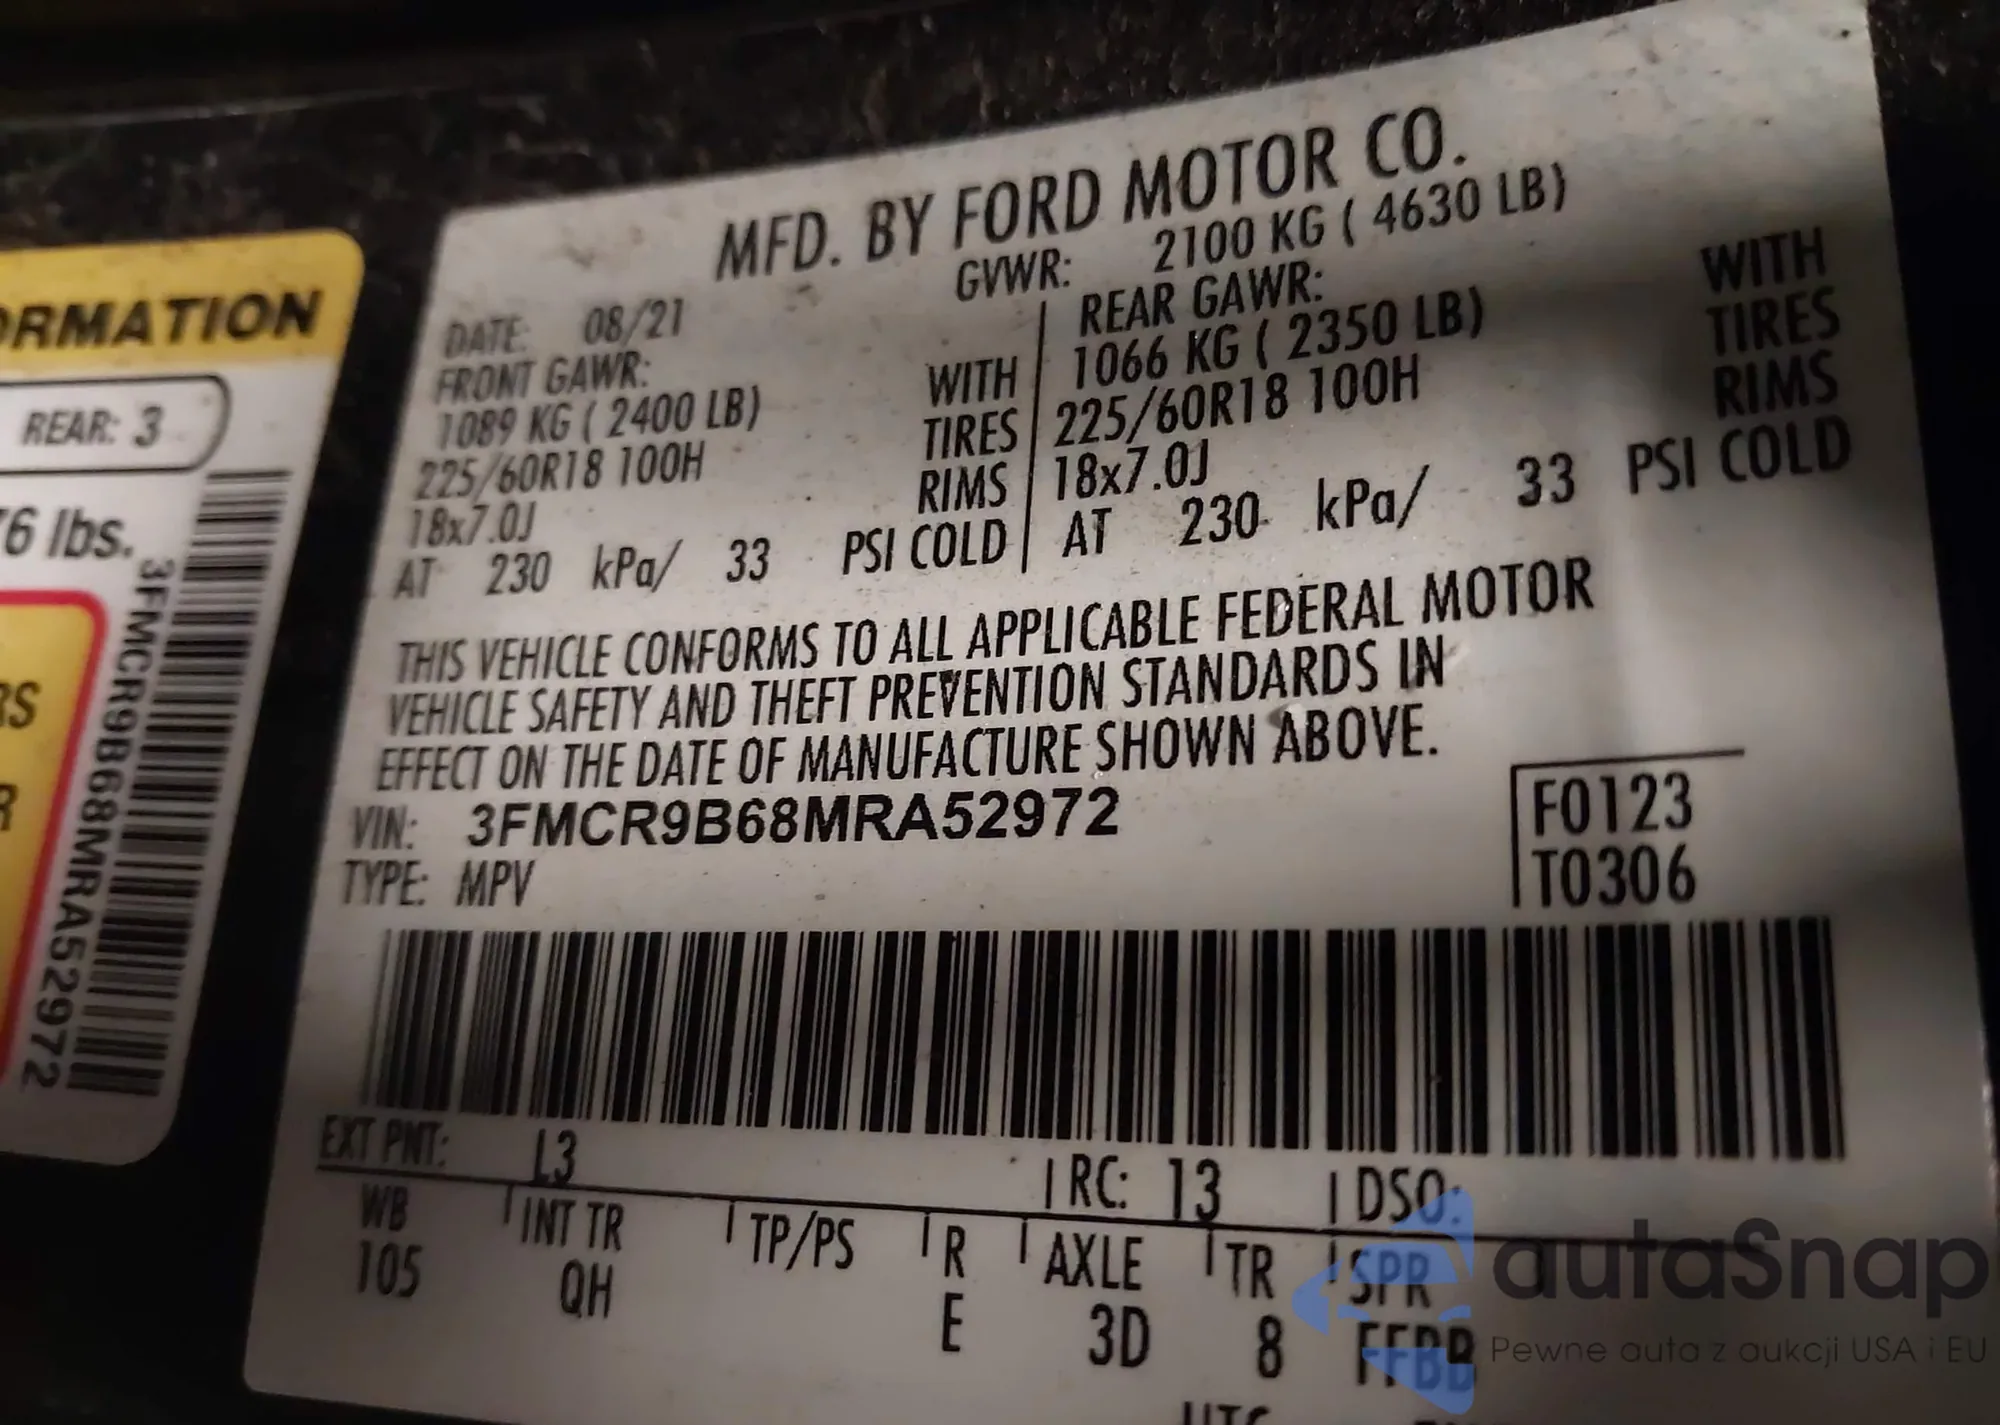 ORMATION
REAR: 3
76 lbs.
RS
R
3FMCR9B68MRA52972
MFD. BY FORD MOTOR CO.
GVWR: 2100 KG ( 4630 LB)
DATE: 08/21
FRONT GAWR:
1089 KG ( 2400 LB) WITH
225/60R18 100H TIRES
18x7.0J RIMS
AT 230 kPa/ 33 PSI COLD
REAR GAWR:
1066 KG ( 2350 LB) WITH
225/60R18 100H TIRES
18x7.0J RIMS
AT 230 kPa/ 33 PSI COLD
THIS VEHICLE CONFORMS TO ALL APPLICABLE FEDERAL MOTOR
VEHICLE SAFETY AND THEFT PREVENTION STANDARDS IN
EFFECT ON THE DATE OF MANUFACTURE SHOWN ABOVE.
VIN: 3FMCR9B68MRA52972
TYPE: MPV
F0123
T0306
EXT PNT: L3 RC: 13 DSO:
WB INT TR TP/PS R AXLE TR SPR
105 QH E 3D 8 FFBB
autaSnap
Pewne auta z aukcji USA i EU